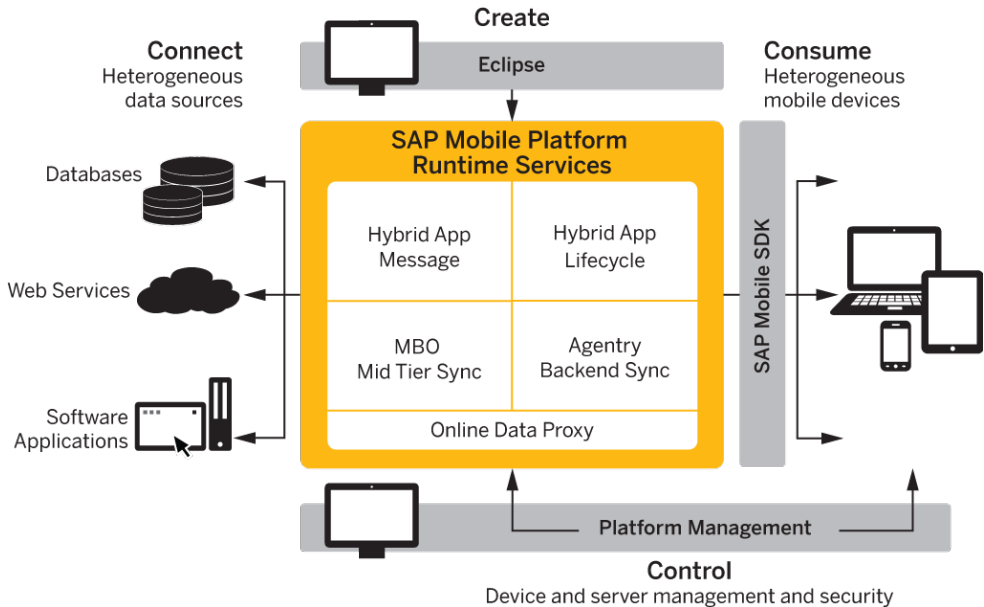 Create
Eclipse
Connect
Heterogeneous
data sources
Databases
Web Services
Software
Applications
SAP Mobile Platform
Runtime Services
Hybrid App
Message
Hybrid App
Lifecycle
MBO
Mid Tier Sync
Agentry
Backend Sync
Online Data Proxy
SAP Mobile SDK
Consume
Heterogeneous
mobile devices
Platform Management
Control
Device and server management and security